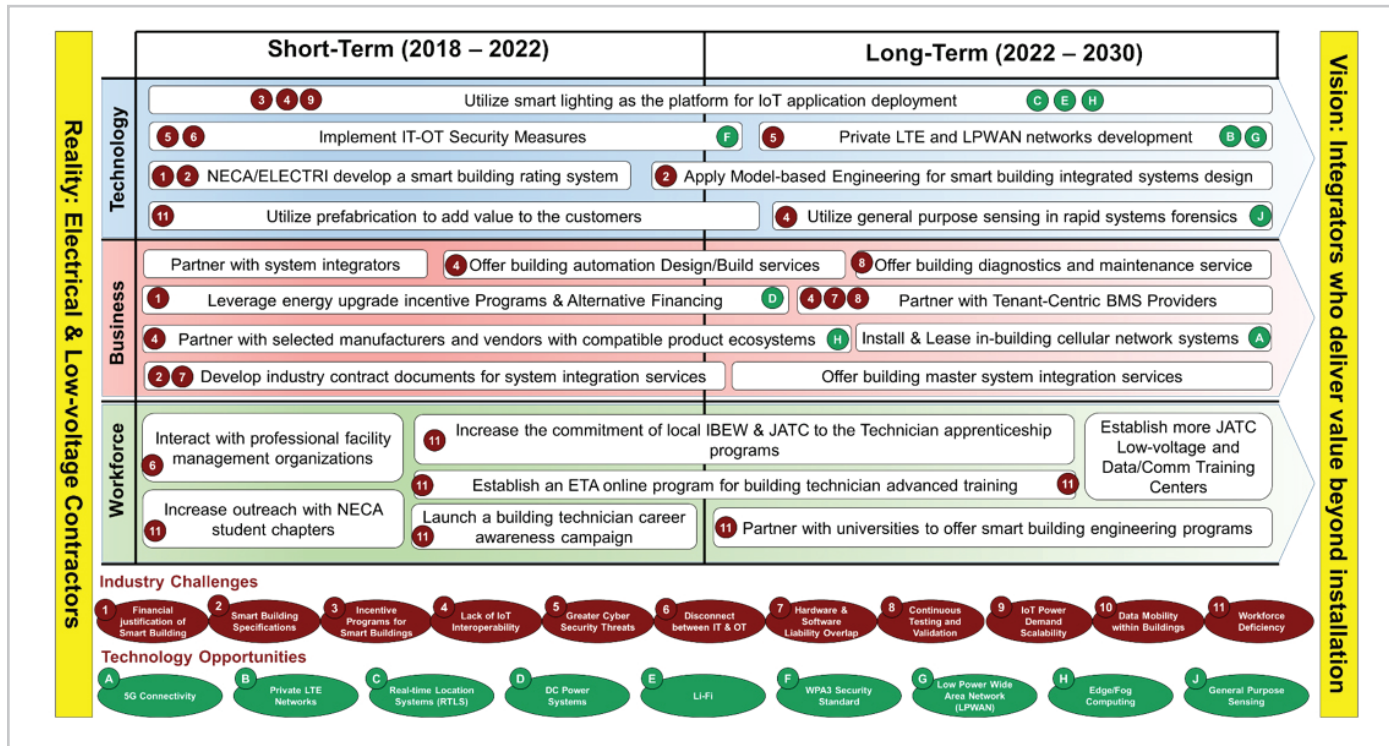 Reality: Electrical & Low-voltage Contractors
Short-Term (2018 – 2022)
Long-Term (2022 – 2030)
Technology
3 4 9 Utilize smart lighting as the platform for IoT application deployment C E H
5 6 Implement IT-OT Security Measures F
5 Private LTE and LPWAN networks development B G
1 2 NECA/ELECTRI develop a smart building rating system
2 Apply Model-based Engineering for smart building integrated systems design
11 Utilize prefabrication to add value to the customers
4 Utilize general purpose sensing in rapid systems forensics J
Business
Partner with system integrators
4 Offer building automation Design/Build services
8 Offer building diagnostics and maintenance service
1 Leverage energy upgrade incentive Programs & Alternative Financing D
4 7 8 Partner with Tenant-Centric BMS Providers
4 Partner with selected manufacturers and vendors with compatible product ecosystems H
Install & Lease in-building cellular network systems A
2 7 Develop industry contract documents for system integration services
Offer building master system integration services
Workforce
Interact with professional facility
management organizations
6
11 Increase the commitment of local IBEW & JATC to the Technician apprenticeship
programs
Establish more JATC
Low-voltage and
Data/Comm Training
Centers
11 Establish an ETA online program for building technician advanced training 11
Increase outreach with NECA
11 student chapters
Launch a building technician career
11 awareness campaign
11 Partner with universities to offer smart building engineering programs
Vision: Integrators who deliver value beyond installation
Industry Challenges
1
Financial
justification of
Smart Building
2
Smart Building
Specifications
3
Incentive
Programs for
Smart Buildings
4
Lack of IoT
Interoperability
5
Greater Cyber
Security Threats
6
Disconnect
between IT & OT
7
Hardware &
Software
Liability Overlap
8
Continuous
Testing and
Validation
9
IoT Power
Demand
Scalability
10
Data Mobility
within Buildings
11
Workforce
Deficiency
Technology Opportunities
A
5G Connectivity
B
Private LTE
Networks
C
Real-time Location
Systems (RTLS)
D
DC Power
Systems
E
Li-Fi
F
WPA3 Security
Standard
G
Low Power Wide
Area Network
(LPWAN)
H
Edge/Fog
Computing
J
General Purpose
Sensing